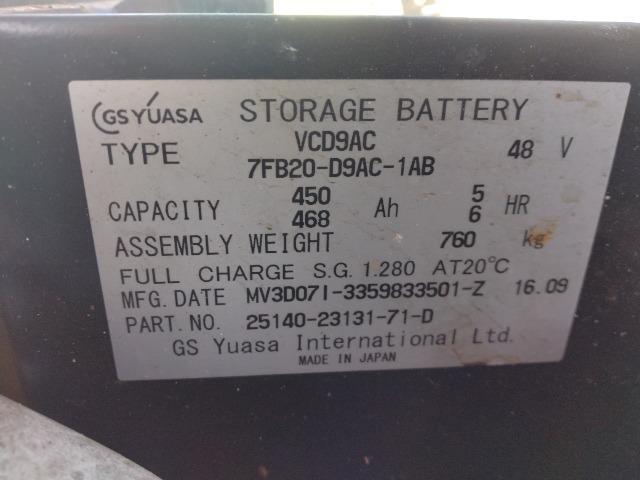 GS YUASA STORAGE BATTERY
TYPE VCD9AC 48 V
7FB20-D9AC-1AB
CAPACITY 450 Ah 5 HR
468 6
ASSEMBLY WEIGHT 760 kg
FULL CHARGE S.G. 1.280 AT20℃
MFG. DATE MV3D07I-3359833501-Z 16.09
PART. NO. 25140-23131-71-D
GS Yuasa International Ltd.
MADE IN JAPAN